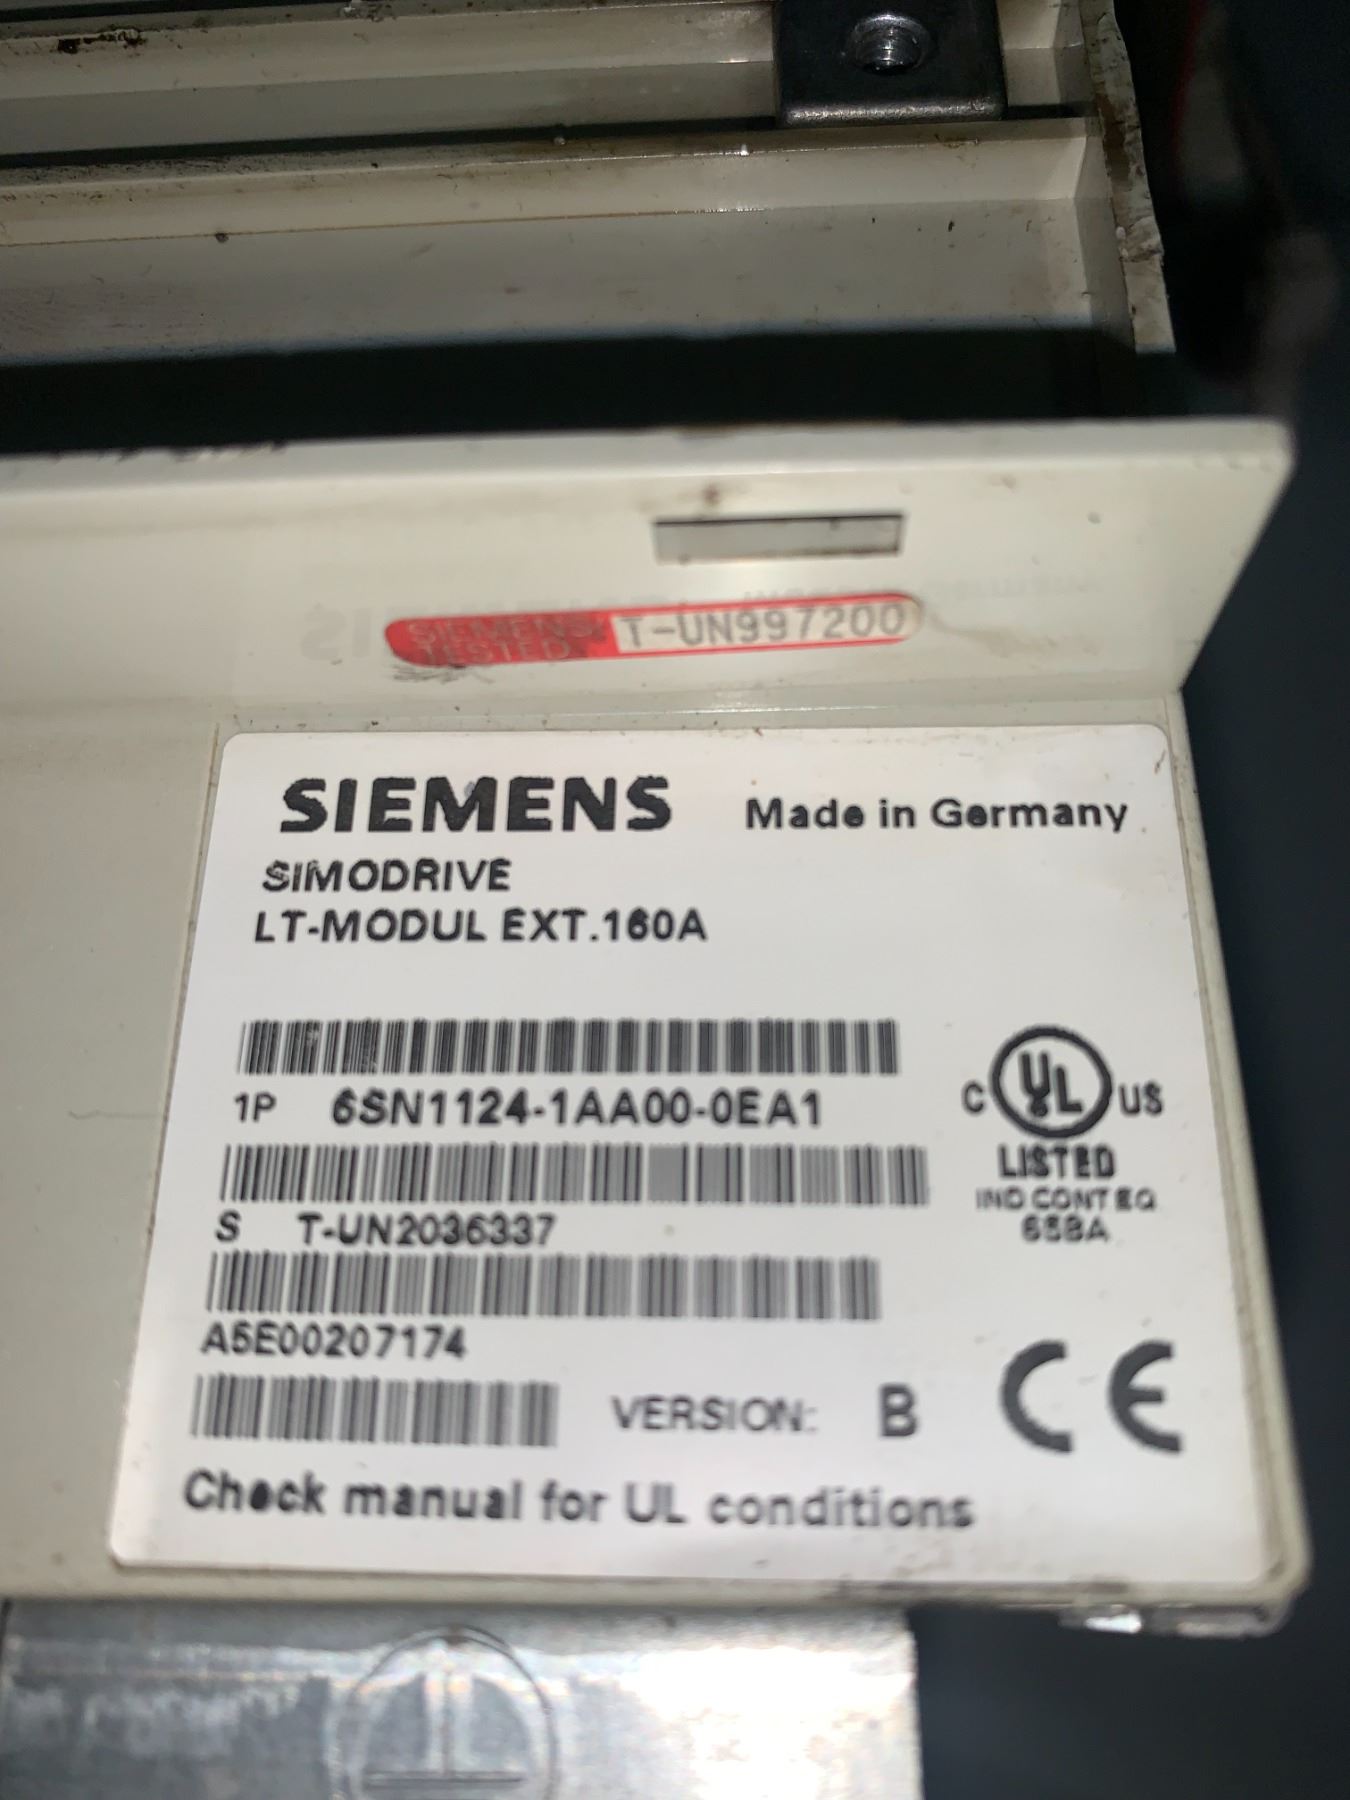 SIEMENS T-UN997200
TESTED
SIEMENS Made in Germany
SIMODRIVE
LT-MODUL EXT.160A
1P 6SN1124-1AA00-0EA1
C UL US
LISTED
IND CONT EQ
S T-UN2036337
658A
A5E00207174
VERSION: B CE
Check manual for UL conditions